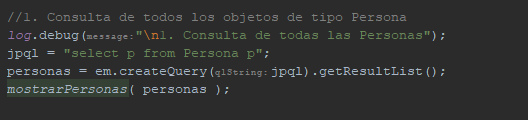 //1. Consulta de todos los objetos de tipo Persona
log.debug( message: "\n1. Consulta de todas las Personas");
jpql = "select p from Persona p";
personas = em.createQuery( qlString: jpql).getResultList();
mostrarPersonas( personas );